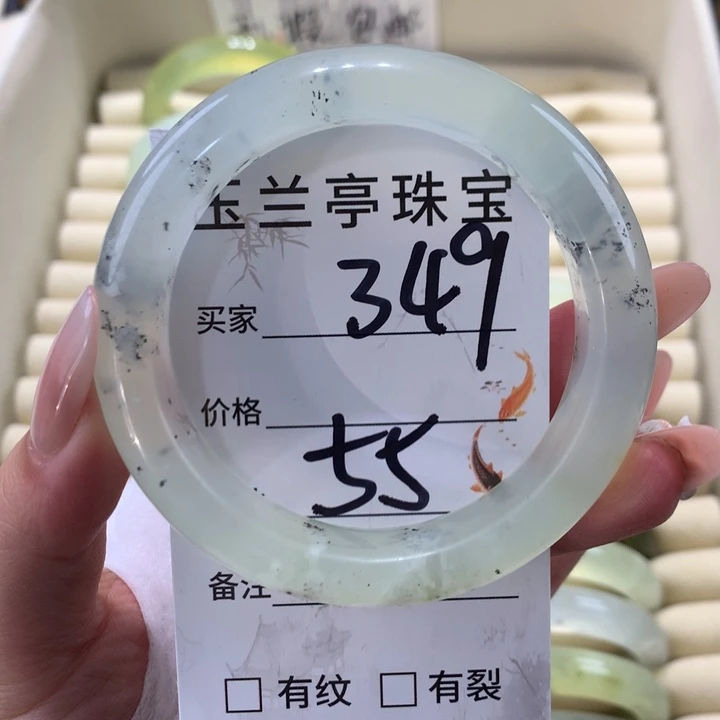 玉兰亭珠宝
买家 349
价格
55
备注
有纹 有裂